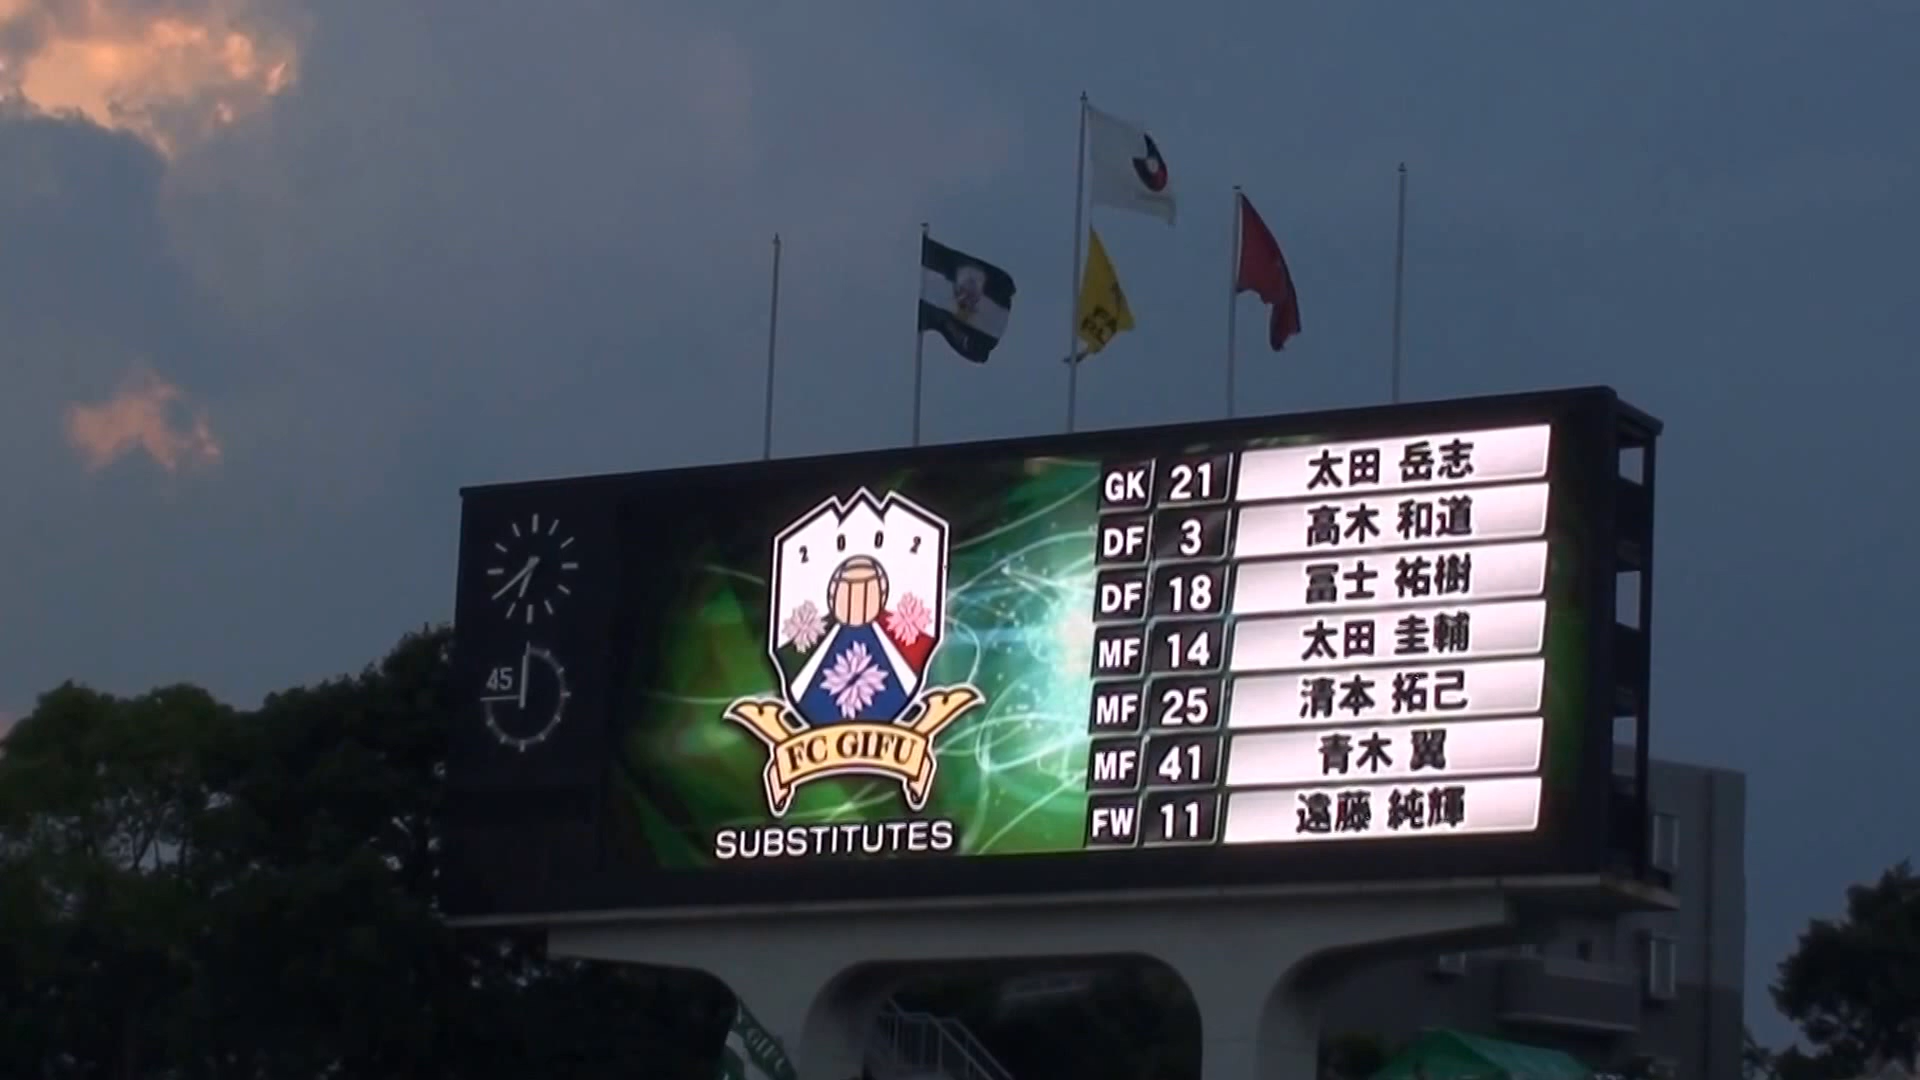 FA
PL
45
2002
FC GIFU
SUBSTITUTES
GK 21 太田 岳志
DF 3 高木 和道
DF 18 冨士 祐樹
MF 14 太田 圭輔
MF 25 清本 拓己
MF 41 青木 翼
FW 11 遠藤 純輝